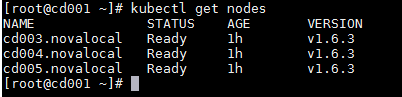 [root@cd001 ~]# kubectl get nodes
NAME STATUS AGE VERSION
cd003.novalocal Ready 1h v1.6.3
cd004.novalocal Ready 1h v1.6.3
cd005.novalocal Ready 1h v1.6.3
[root@cd001 ~]#